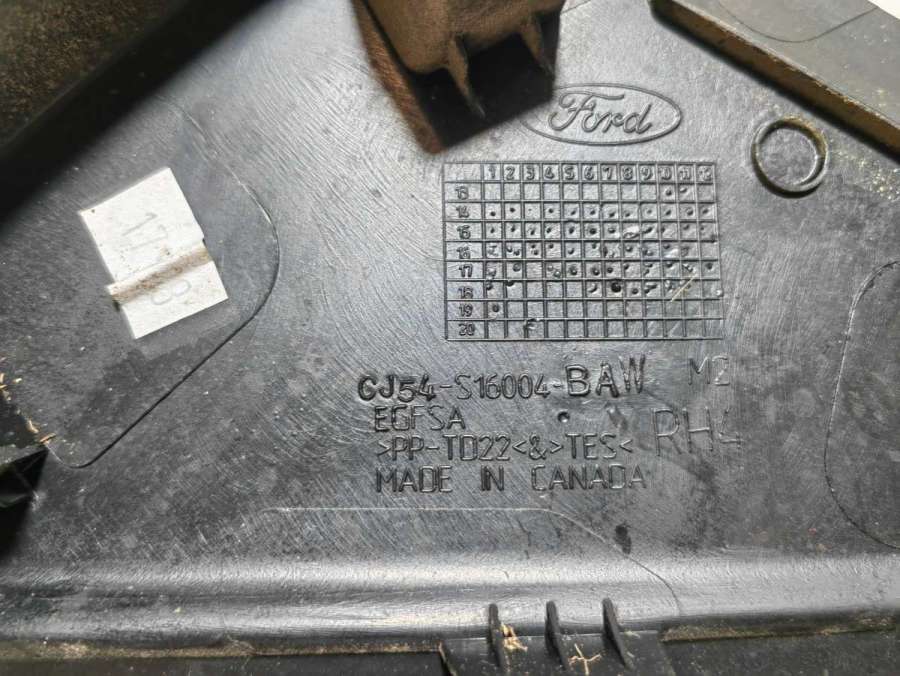 Ford
1 2 3 4 5 6 7 8 9 10 11 12
13
14
15
16
17
18
19
20
GJ54-S16004-BAW M2
EGFSA
>PP-TD22<&>TES< RH4
MADE IN CANADA